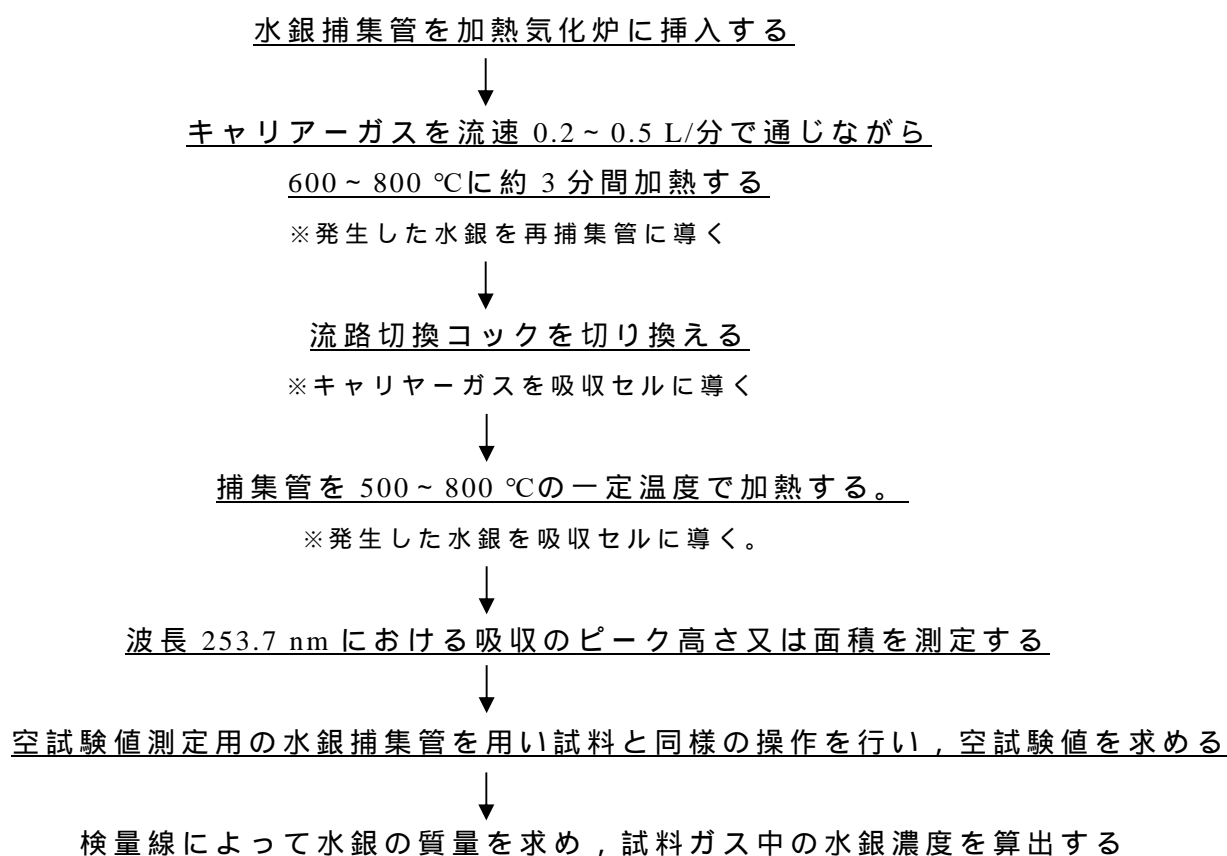 水銀捕集管を加熱気化炉に挿入する
キャリアーガスを流速 0.2~0.5 L/分で通じながら
600~800 ℃に約 3 分間加熱する
※発生した水銀を再捕集管に導く
流路切換コックを切り換える
※キャリヤーガスを吸収セルに導く
捕集管を 500~800 ℃の一定温度で加熱する。
※発生した水銀を吸収セルに導く。
波長 253.7 nm における吸収のピーク高さ又は面積を測定する
空試験値測定用の水銀捕集管を用い試料と同様の操作を行い,空試験値を求める
検量線によって水銀の質量を求め,試料ガス中の水銀濃度を算出する